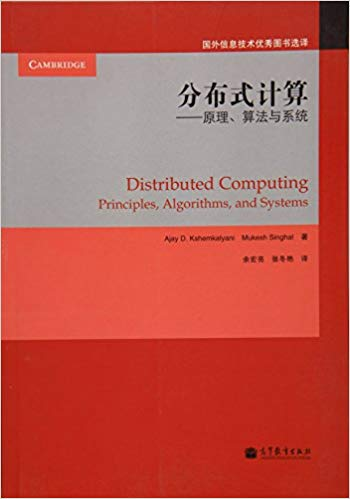 国外信息技术优秀图书选译
CAMBRIDGE
分布式计算
——原理、算法与系统
Distributed Computing
Principles, Algorithms, and Systems
Ajay D. Kshemkalyani Mukesh Singhal 著
余宏亮 张冬艳 译
高等教育出版社